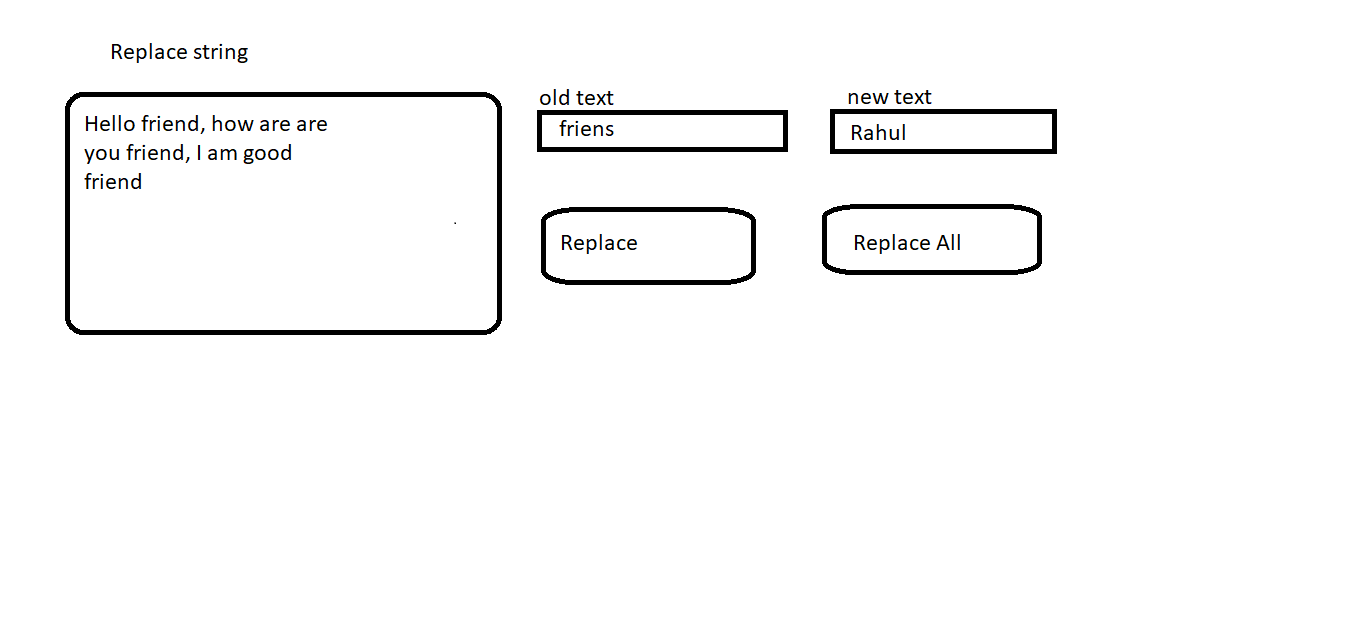 Replace string
Hello friend, how are are
you friend, I am good
friend
old text
friens
new text
Rahul
Replace
Replace All